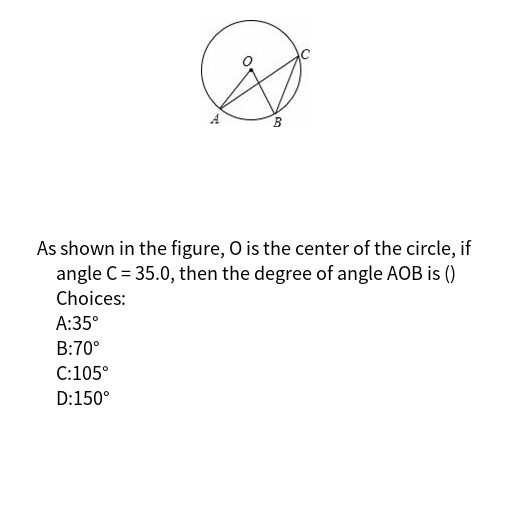 O
C
A
B
As shown in the figure, O is the center of the circle, if
angle C = 35.0, then the degree of angle AOB is ()
Choices:
A:35°
B:70°
C:105°
D:150°